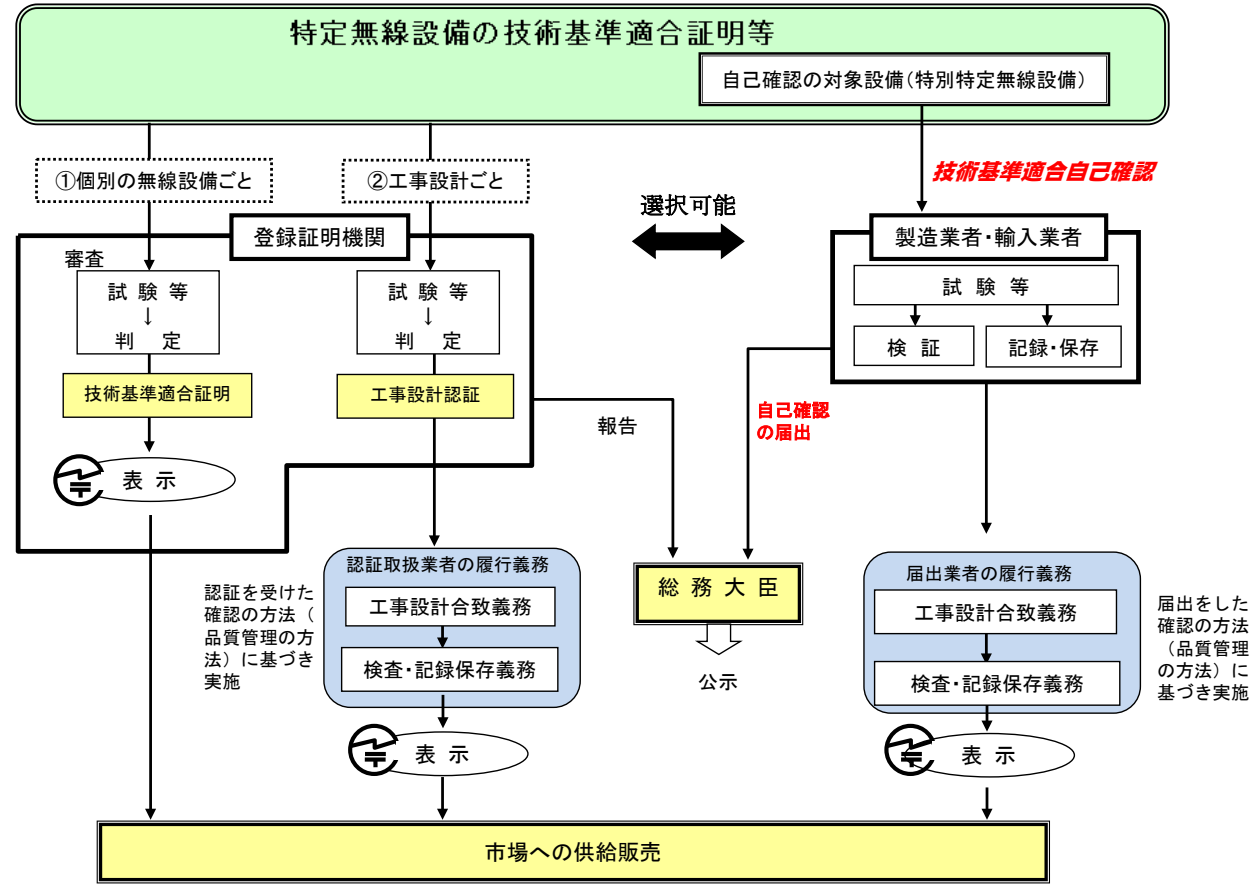 特定無線設備の技術基準適合証明等
自己確認の対象設備(特別特定無線設備)
①個別の無線設備ごと
②工事設計ごと
技術基準適合自己確認
選択可能
登録証明機関
製造業者・輸入業者
審査
試験等
↓
判定
試験等
↓
判定
試験等
検証
記録・保存
技術基準適合証明
工事設計認証
報告
自己確認
の届出
表示
認証取扱業者の履行義務
工事設計合致義務
検査・記録保存義務
認証を受けた
確認の方法(
品質管理の方
法)に基づき
実施
総務大臣
公示
届出業者の履行義務
工事設計合致義務
検査・記録保存義務
届出をした
確認の方法
(品質管理
の方法)に
基づき実施
表示
表示
市場への供給販売